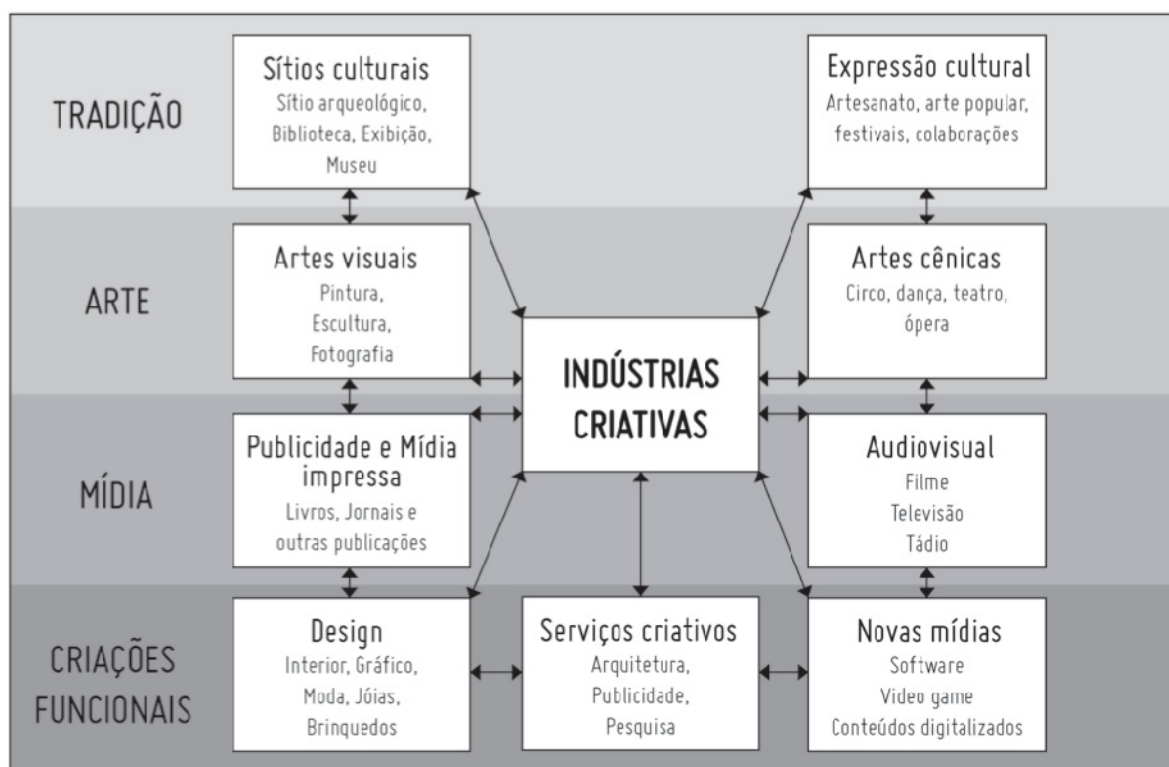 TRADIÇÃO
Sítios culturais
Sítio arqueológico,
Biblioteca, Exibição,
Museu
Expressão cultural
Artesanato, arte popular,
festivais, colaborações
ARTE
Artes visuais
Pintura,
Escultura,
Fotografia
Artes cênicas
Circo, dança, teatro,
ópera
INDÚSTRIAS
CRIATIVAS
MÍDIA
Publicidade e Mídia
impressa
Livros, Jornais e
outras publicações
Audiovisual
Filme
Televisão
Tádio
CRIAÇÕES
FUNCIONAIS
Design
Interior, Gráfico,
Moda, Jóias,
Brinquedos
Serviços criativos
Arquitetura,
Publicidade,
Pesquisa
Novas mídias
Software
Video game
Conteúdos digitalizados